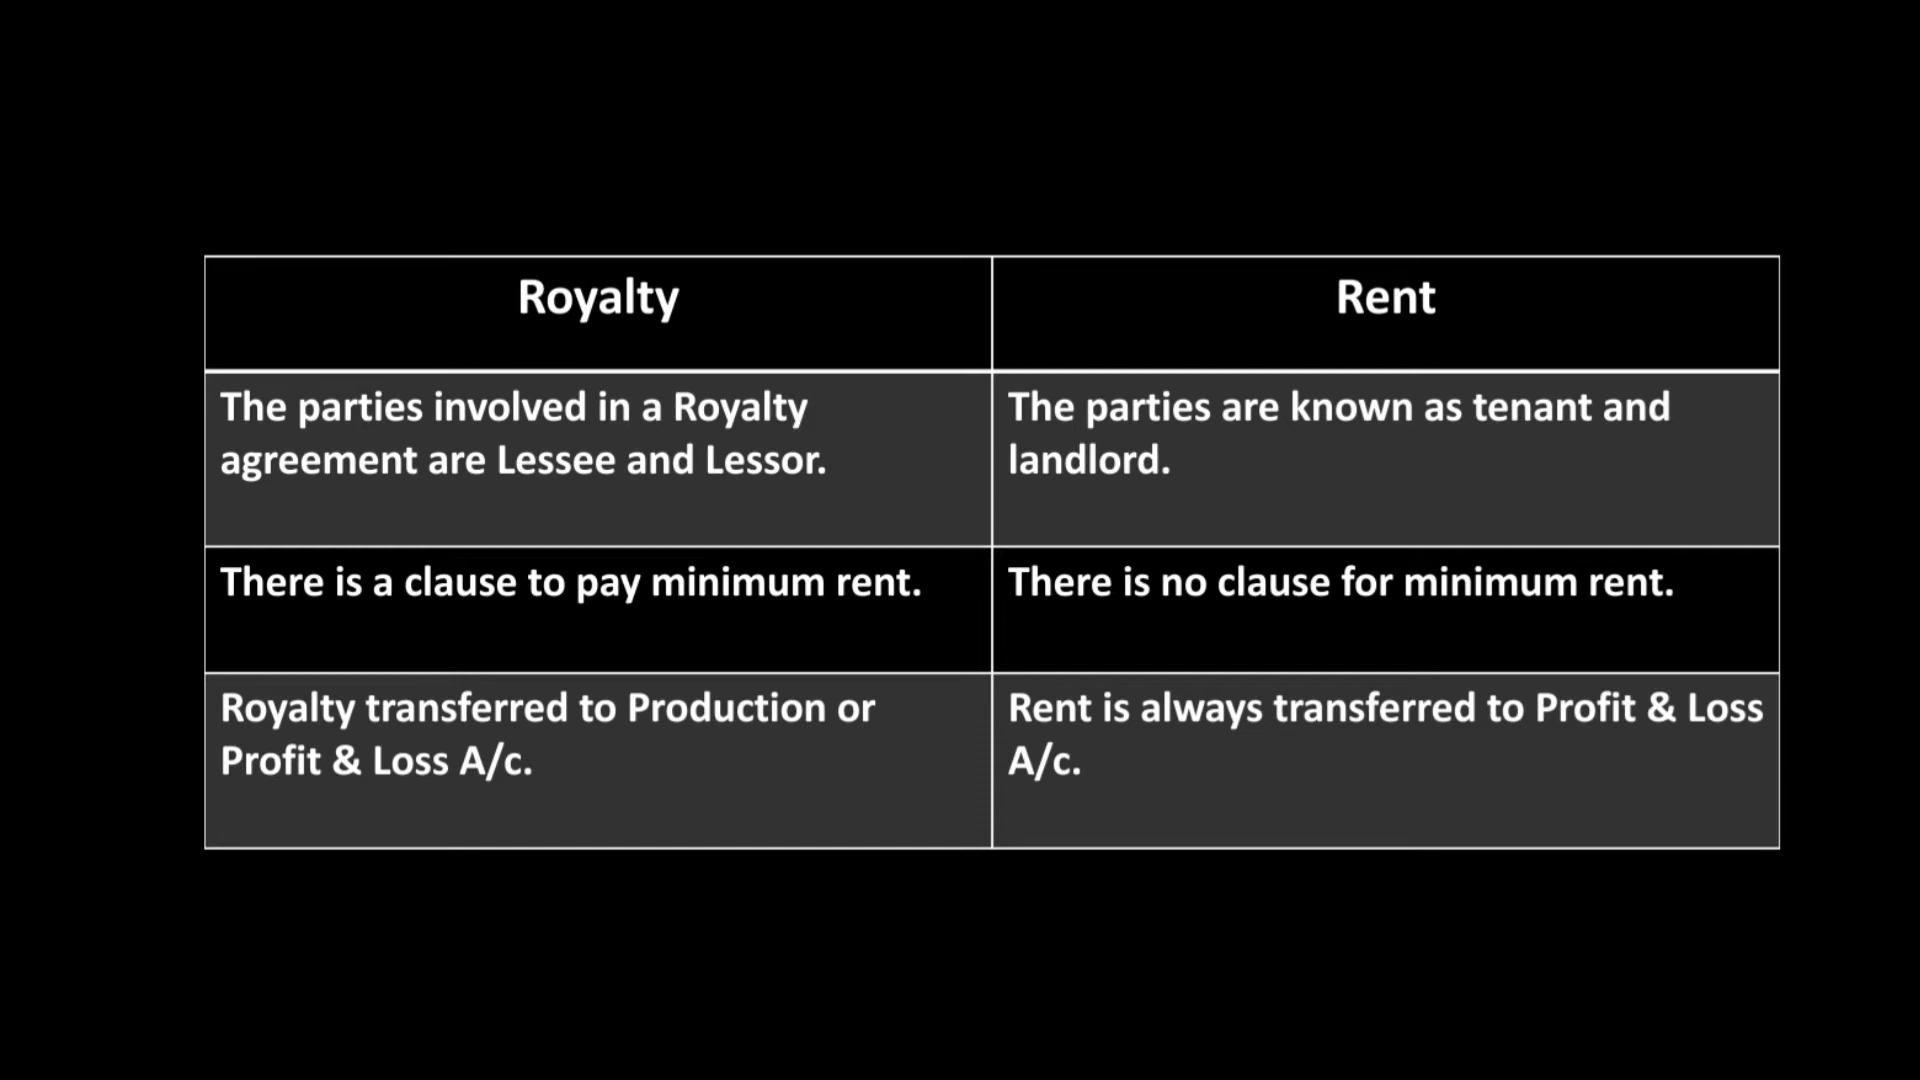 Royalty
Rent
The parties involved in a Royalty
agreement are Lessee and Lessor.
The parties are known as tenant and
landlord.
There is a clause to pay minimum rent.
There is no clause for minimum rent.
Royalty transferred to Production or
Profit & Loss A/c.
Rent is always transferred to Profit & Loss
A/c.